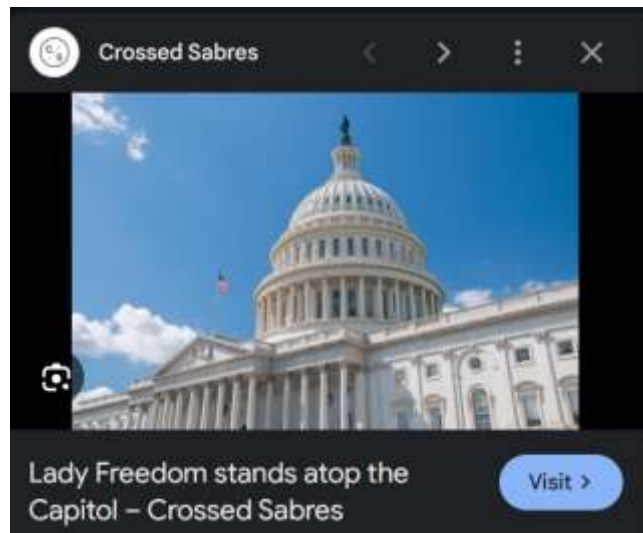 Crossed Sabres
Lady Freedom stands atop the
Capitol – Crossed Sabres
Visit >